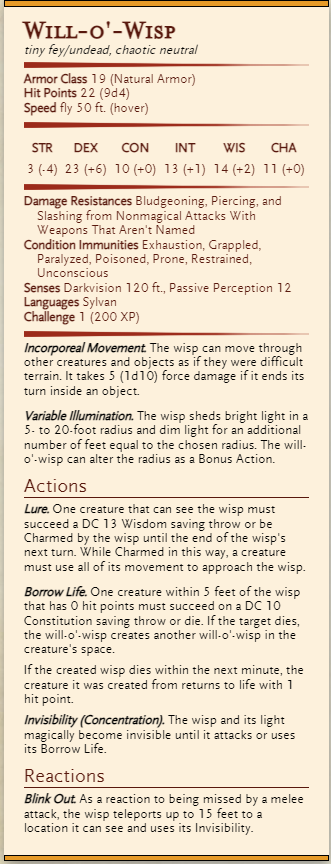 Will-o'-Wisp
tiny fey/undead, chaotic neutral
Armor Class 19 (Natural Armor)
Hit Points 22 (9d4)
Speed fly 50 ft. (hover)
STR DEX CON INT WIS CHA
3 (-4) 23 (+6) 10 (+0) 13 (+1) 14 (+2) 11 (+0)
Damage Resistances Bludgeoning, Piercing, and
Slashing from Nonmagical Attacks With
Weapons That Aren't Named
Condition Immunities Exhaustion, Grappled,
Paralyzed, Poisoned, Prone, Restrained,
Unconscious
Senses Darkvision 120 ft., Passive Perception 12
Languages Sylvan
Challenge 1 (200 XP)
Incorporeal Movement. The wisp can move through
other creatures and objects as if they were difficult
terrain. It takes 5 (1d10) force damage if it ends its
turn inside an object.
Variable Illumination. The wisp sheds bright light in a
5- to 20-foot radius and dim light for an additional
number of feet equal to the chosen radius. The will-
o'-wisp can alter the radius as a Bonus Action.
Actions
Lure. One creature that can see the wisp must
succeed a DC 13 Wisdom saving throw or be
Charmed by the wisp until the end of the wisp's
next turn. While Charmed in this way, a creature
must use all of its movement to approach the wisp.
Borrow Life. One creature within 5 feet of the wisp
that has 0 hit points must succeed on a DC 10
Constitution saving throw or die. If the target dies,
the will-o'-wisp creates another will-o'-wisp in the
creature's space.
If the created wisp dies within the next minute, the
creature it was created from returns to life with 1
hit point.
Invisibility (Concentration). The wisp and its light
magically become invisible until it attacks or uses
its Borrow Life.
Reactions
Blink Out. As a reaction to being missed by a melee
attack, the wisp teleports up to 15 feet to a
location it can see and uses its Invisibility.